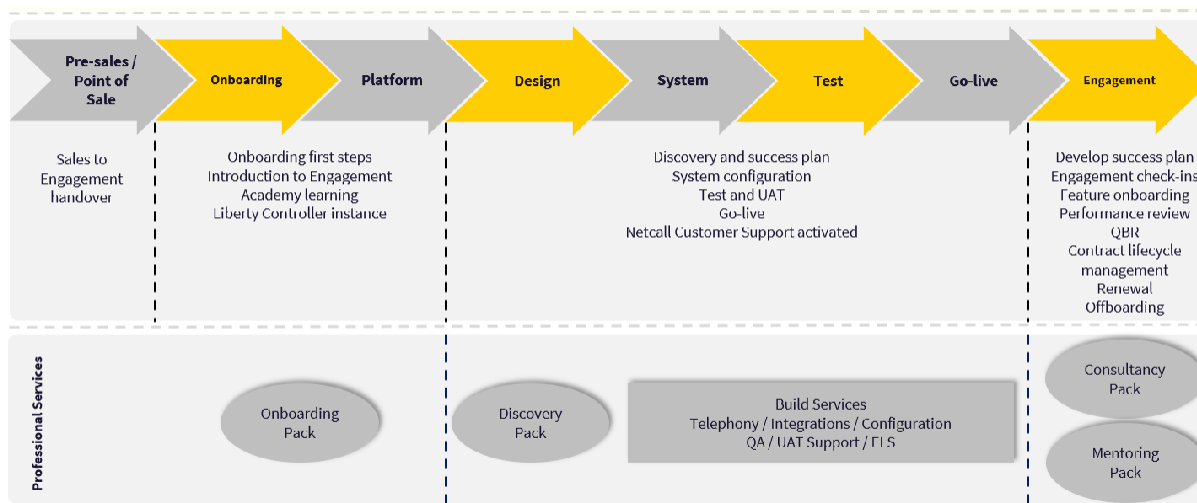 Pre-sales /
Point of
Sale
Onboarding
Platform
Design
System
Test
Go-live
Engagement
Sales to
Engagement
handover
Onboarding first steps
Introduction to Engagement
Academy learning
Liberty Controller instance
Discovery and success plan
System configuration
Test and UAT
Go-live
Netcall Customer Support activated
Develop success plan
Engagement check-ins
Feature onboarding
Performance review
QBR
Contract lifecycle
management
Renewal
Offboarding
Professional Services
Onboarding
Pack
Discovery
Pack
Build Services
Telephony / Integrations / Configuration
QA / UAT Support / ELS
Consultancy
Pack
Mentoring
Pack